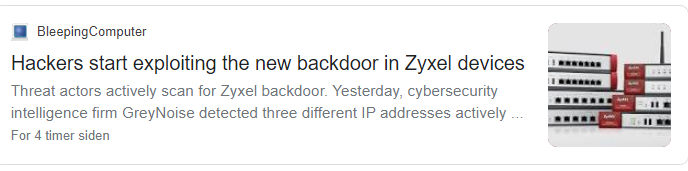 BleepingComputer
Hackers start exploiting the new backdoor in Zyxel devices
Threat actors actively scan for Zyxel backdoor. Yesterday, cybersecurity
intelligence firm GreyNoise detected three different IP addresses actively ...
For 4 timer siden